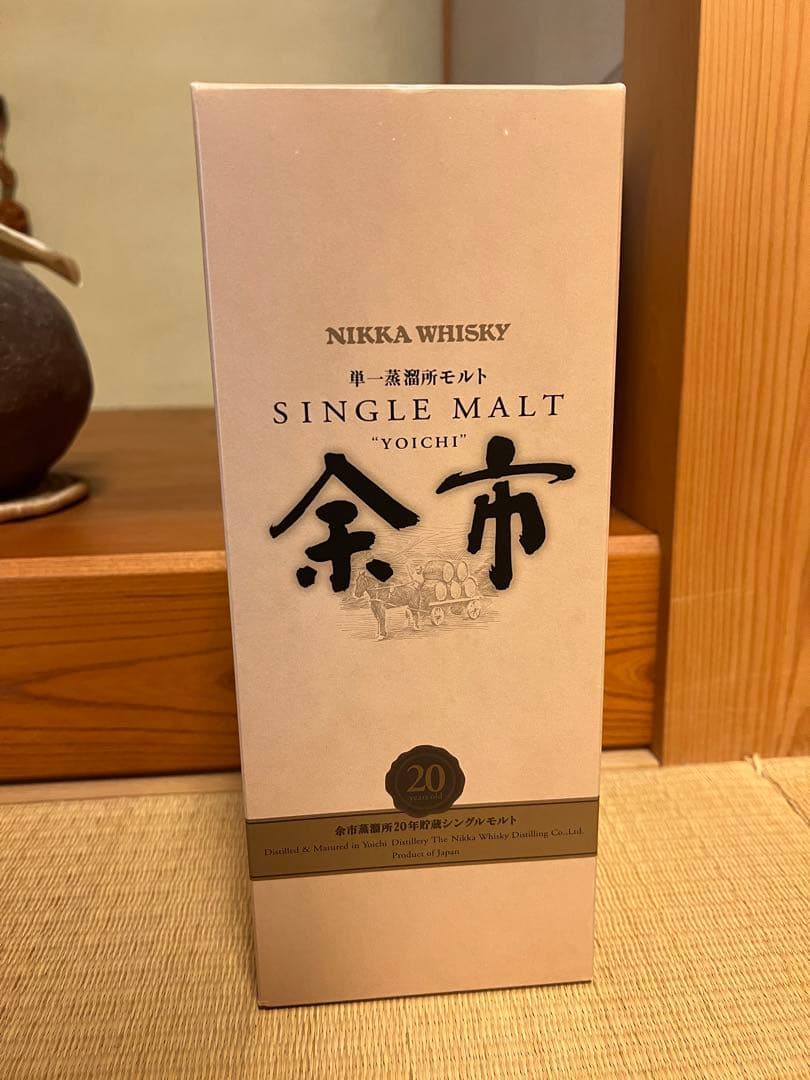 NIKKA WHISKY
単一蒸溜所モルト
SINGLE MALT
“YOICHI”
余市
20
years old
余市蒸溜所20年貯蔵シングルモルト
Distilled & Matured in Yoichi Distillery The Nikka Whisky Distilling Co.,Ltd.
Product of Japan